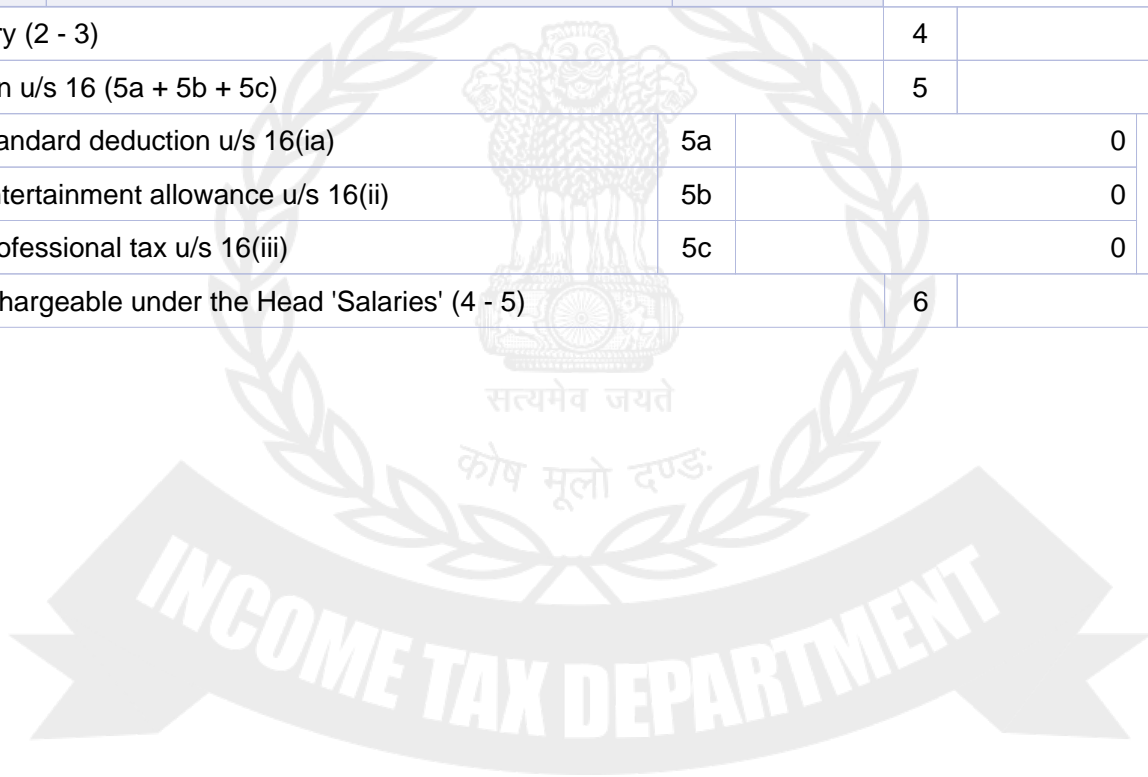 ry (2 - 3) 4
n u/s 16 (5a + 5b + 5c) 5
andard deduction u/s 16(ia) 5a 0
tertainment allowance u/s 16(ii) 5b 0
ofessional tax u/s 16(iii) 5c 0
hargeable under the Head 'Salaries' (4 - 5) 6
सत्यमेव जयते
कोष मूलो दण्डः
INCOME TAX DEPARTMENT